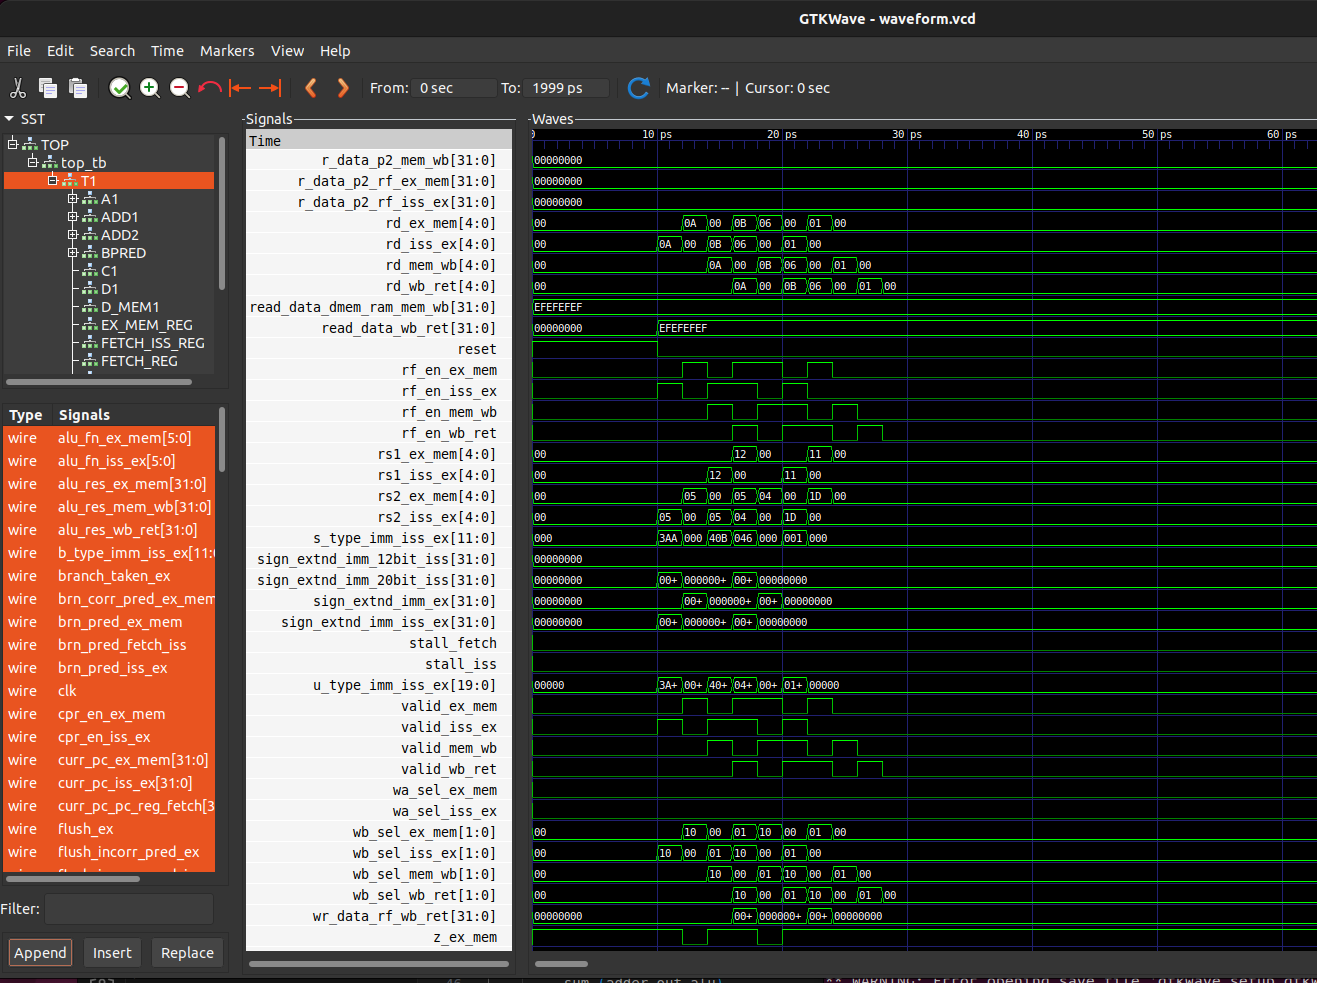 GTKWave - waveform.vcd
File Edit Search Time Markers View Help
From: 0 sec To: 1999 ps Marker: -- | Cursor: 0 sec
SST
TOP
top_tb
T1
A1
ADD1
ADD2
BPRED
C1
D1
D_MEM1
EX_MEM_REG
FETCH_ISS_REG
FETCH_REG
Type Signals
wire alu_fn_ex_mem[5:0]
wire alu_fn_iss_ex[5:0]
wire alu_res_ex_mem[31:0]
wire alu_res_mem_wb[31:0]
wire alu_res_wb_ret[31:0]
wire b_type_imm_iss_ex[11:0
wire branch_taken_ex
wire brn_corr_pred_ex_mem
wire brn_pred_ex_mem
wire brn_pred_fetch_iss
wire brn_pred_iss_ex
wire clk
wire cpr_en_ex_mem
wire cpr_en_iss_ex
wire curr_pc_ex_mem[31:0]
wire curr_pc_iss_ex[31:0]
wire curr_pc_pc_reg_fetch[3
wire flush_ex
wire flush_incorr_pred_ex
Filter:
Append Insert Replace
Signals
Waves
Time 0 10 ps 20 ps 30 ps 40 ps 50 ps 60 ps
r_data_p2_mem_wb[31:0] 00000000
r_data_p2_rf_ex_mem[31:0] 00000000
r_data_p2_rf_iss_ex[31:0] 00000000
rd_ex_mem[4:0] 00 0A 00 0B 06 00 01 00
rd_iss_ex[4:0] 00 0A 00 0B 06 00 01 00
rd_mem_wb[4:0] 00 0A 00 0B 06 00 01 00
rd_wb_ret[4:0] 00 0A 00 0B 06 00 01 00
read_data_dmem_ram_mem_wb[31:0] EFEFEFEF
read_data_wb_ret[31:0] 00000000 EFEFEFEF
reset
rf_en_ex_mem
rf_en_iss_ex
rf_en_mem_wb
rf_en_wb_ret
rs1_ex_mem[4:0] 00 12 00 11 00
rs1_iss_ex[4:0] 00 12 00 11 00
rs2_ex_mem[4:0] 00 05 00 05 04 00 1D 00
rs2_iss_ex[4:0] 00 05 00 05 04 00 1D 00
s_type_imm_iss_ex[11:0] 000 3AA 000 40B 046 000 001 000
sign_extnd_imm_12bit_iss[31:0] 00000000
sign_extnd_imm_20bit_iss[31:0] 00000000 00+ 000000+ 00+ 00000000
sign_extnd_imm_ex[31:0] 00000000 00+ 000000+ 00+ 00000000
sign_extnd_imm_iss_ex[31:0] 00000000 00+ 000000+ 00+ 00000000
stall_fetch
stall_iss
u_type_imm_iss_ex[19:0] 00000 3A+ 00+ 40+ 04+ 00+ 01+ 00000
valid_ex_mem
valid_iss_ex
valid_mem_wb
valid_wb_ret
wa_sel_ex_mem
wa_sel_iss_ex
wb_sel_ex_mem[1:0] 00 10 00 01 10 00 01 00
wb_sel_iss_ex[1:0] 00 10 00 01 10 00 01 00
wb_sel_mem_wb[1:0] 00 10 00 01 10 00 01 00
wb_sel_wb_ret[1:0] 00 10 00 01 10 00 01 00
wr_data_rf_wb_ret[31:0] 00000000 00+ 000000+ 00+ 00000000
z_ex_mem